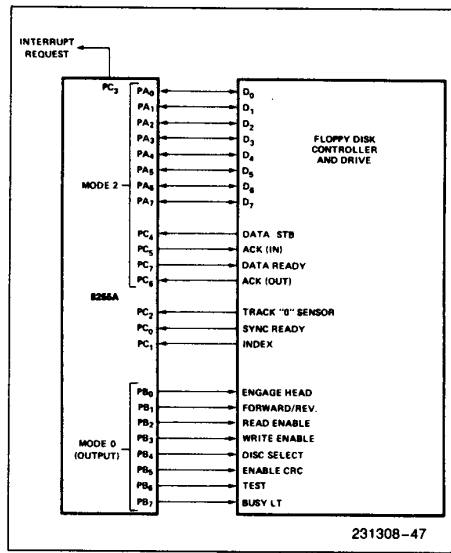 INTERRUPT
REQUEST
PC3
PA0
D0
PA1
D1
PA2
D2
PA3
D3
PA4
D4
PA5
D5
PA6
D6
PA7
D7
MODE 2
FLOPPY DISK
CONTROLLER
AND DRIVE
PC4
DATA STB
PC5
ACK (IN)
PC7
DATA READY
PC6
ACK (OUT)
8255A
PC2
TRACK "0" SENSOR
PC0
SYNC READY
PC1
INDEX
PB0
ENGAGE HEAD
PB1
FORWARD/REV.
PB2
READ ENABLE
PB3
WRITE ENABLE
PB4
DISC SELECT
PB5
ENABLE CRC
PB6
TEST
PB7
BUSY LT
MODE 0
(OUTPUT)
231308-47